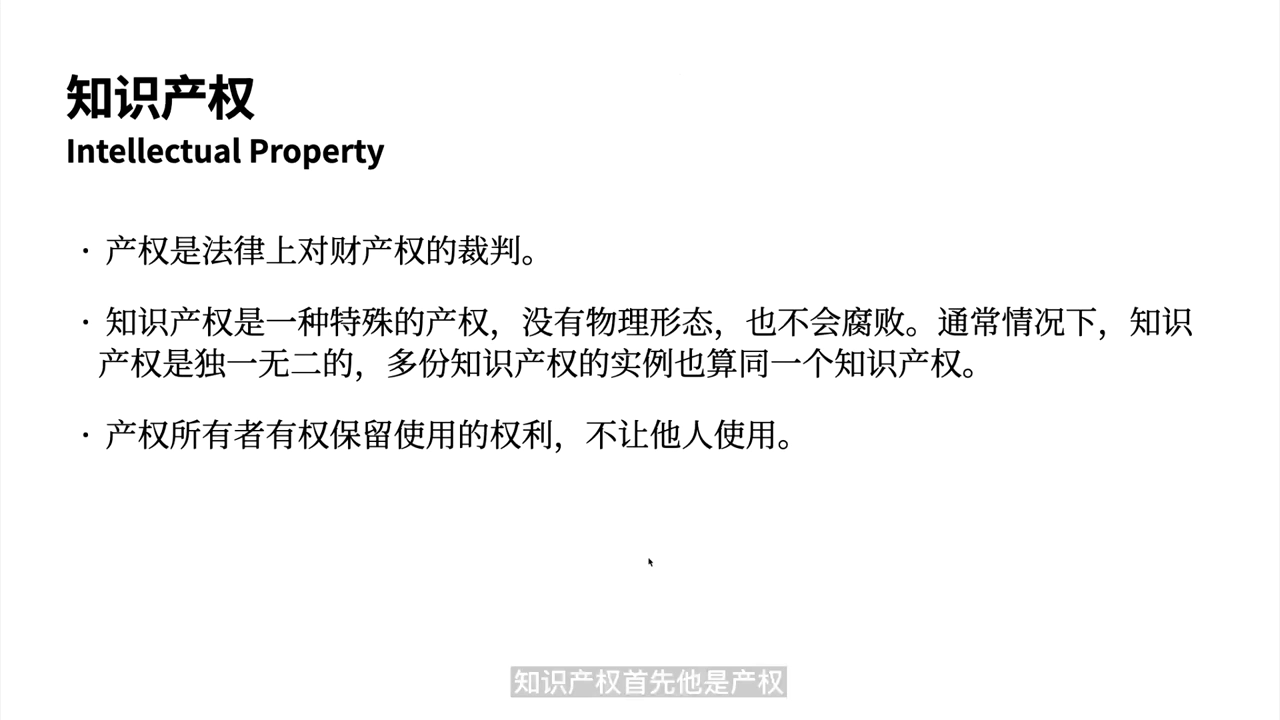 知识产权
Intellectual Property
· 产权是法律上对财产权的裁判。
· 知识产权是一种特殊的产权，没有物理形态，也不会腐败。通常情况下，知识
产权是独一无二的，多份知识产权的实例也算同一个知识产权。
· 产权所有者有权保留使用的权利，不让他人使用。
知识产权首先他是产权